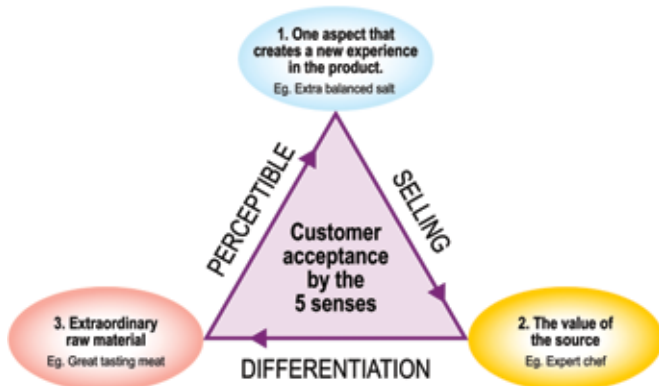 1. One aspect that
creates a new experience
in the product.
Eg. Extra balanced salt
PERCEPTIBLE
SELLING
Customer
acceptance
by the
5 senses
3. Extraordinary
raw material
Eg. Great tasting meat
2. The value of
the source
Eg. Expert chef
DIFFERENTIATION